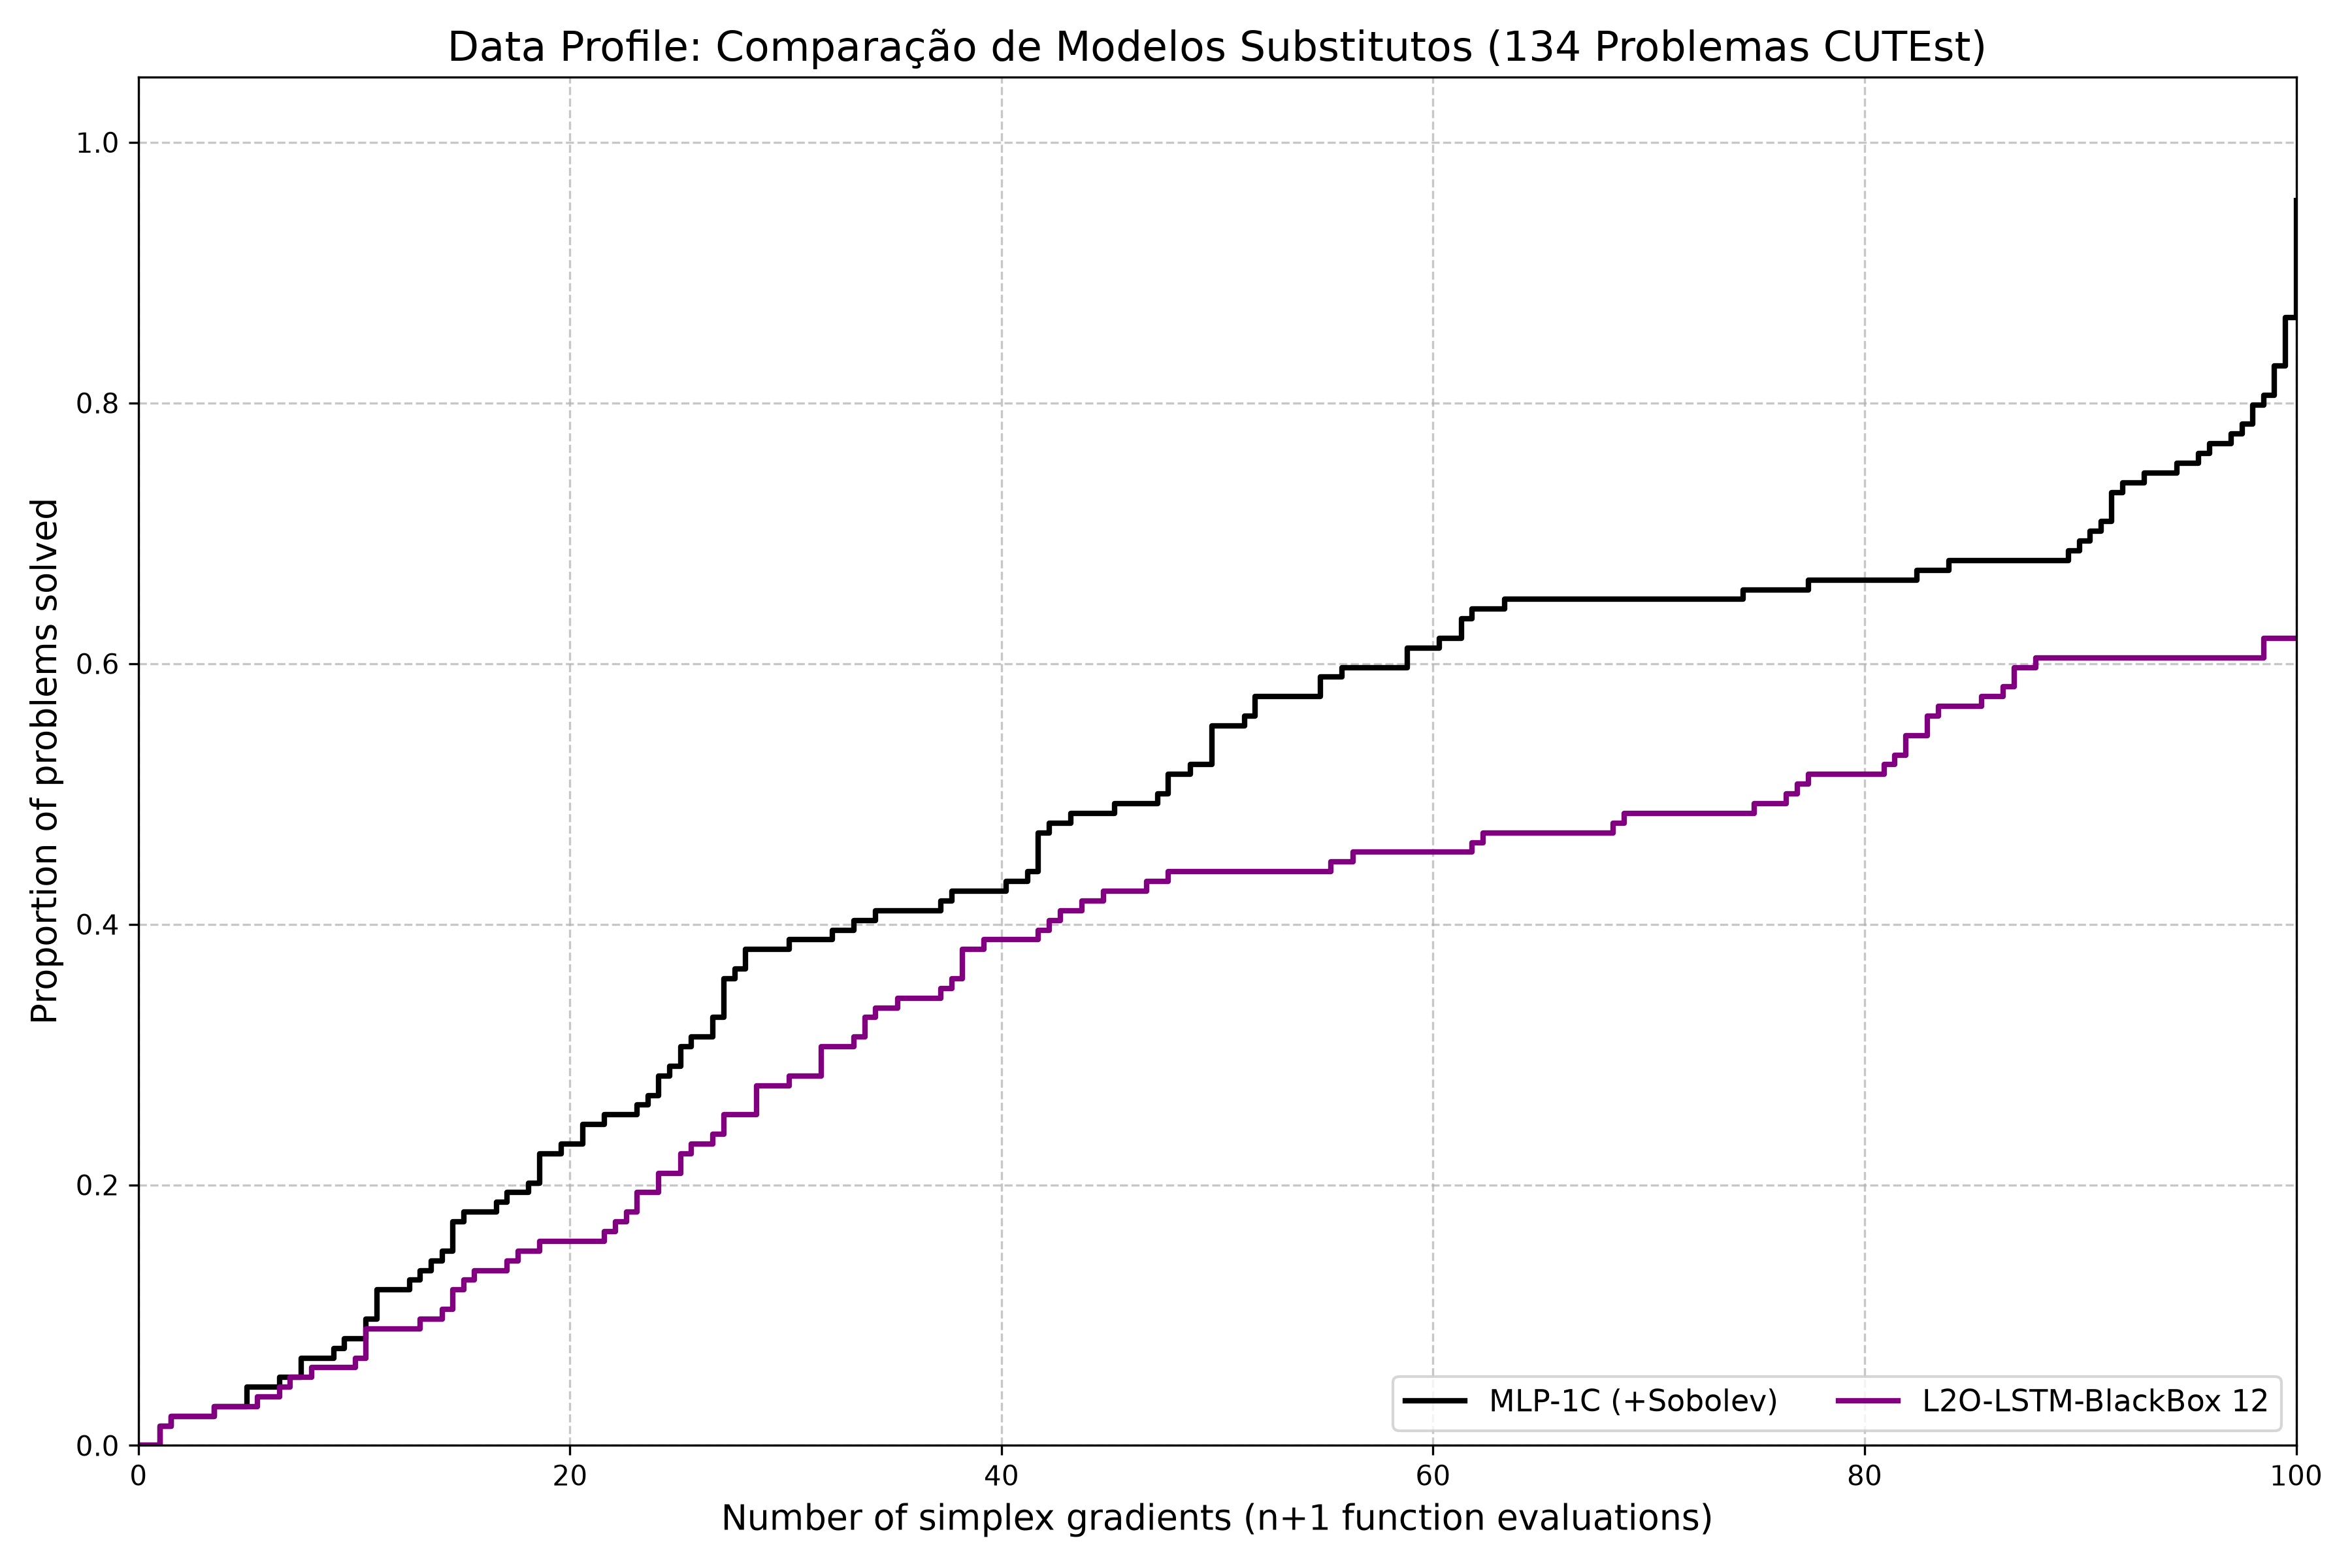 Data Profile: Comparação de Modelos Substitutos (134 Problemas CUTEst)
Proportion of problems solved
1.0
0.8
0.6
0.4
0.2
0.0
0 20 40 60 80 100
Number of simplex gradients (n+1 function evaluations)
MLP-1C (+Sobolev) L2O-LSTM-BlackBox 12